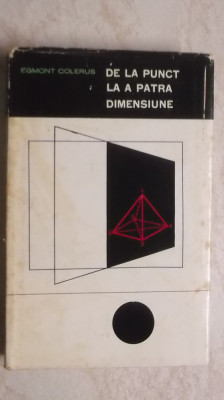 EGMONT COLERUS
DE LA PUNCT
LA A PATRA
DIMENSIUNE